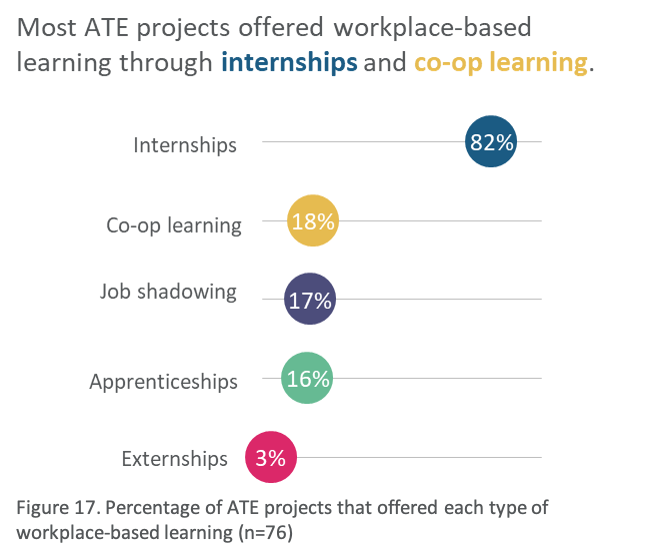 Most ATE projects offered workplace-based
learning through internships and co-op learning.
Internships
82%
Co-op learning
18%
Job shadowing
17%
Apprenticeships
16%
Externships
3%
Figure 17. Percentage of ATE projects that offered each type of
workplace-based learning (n=76)